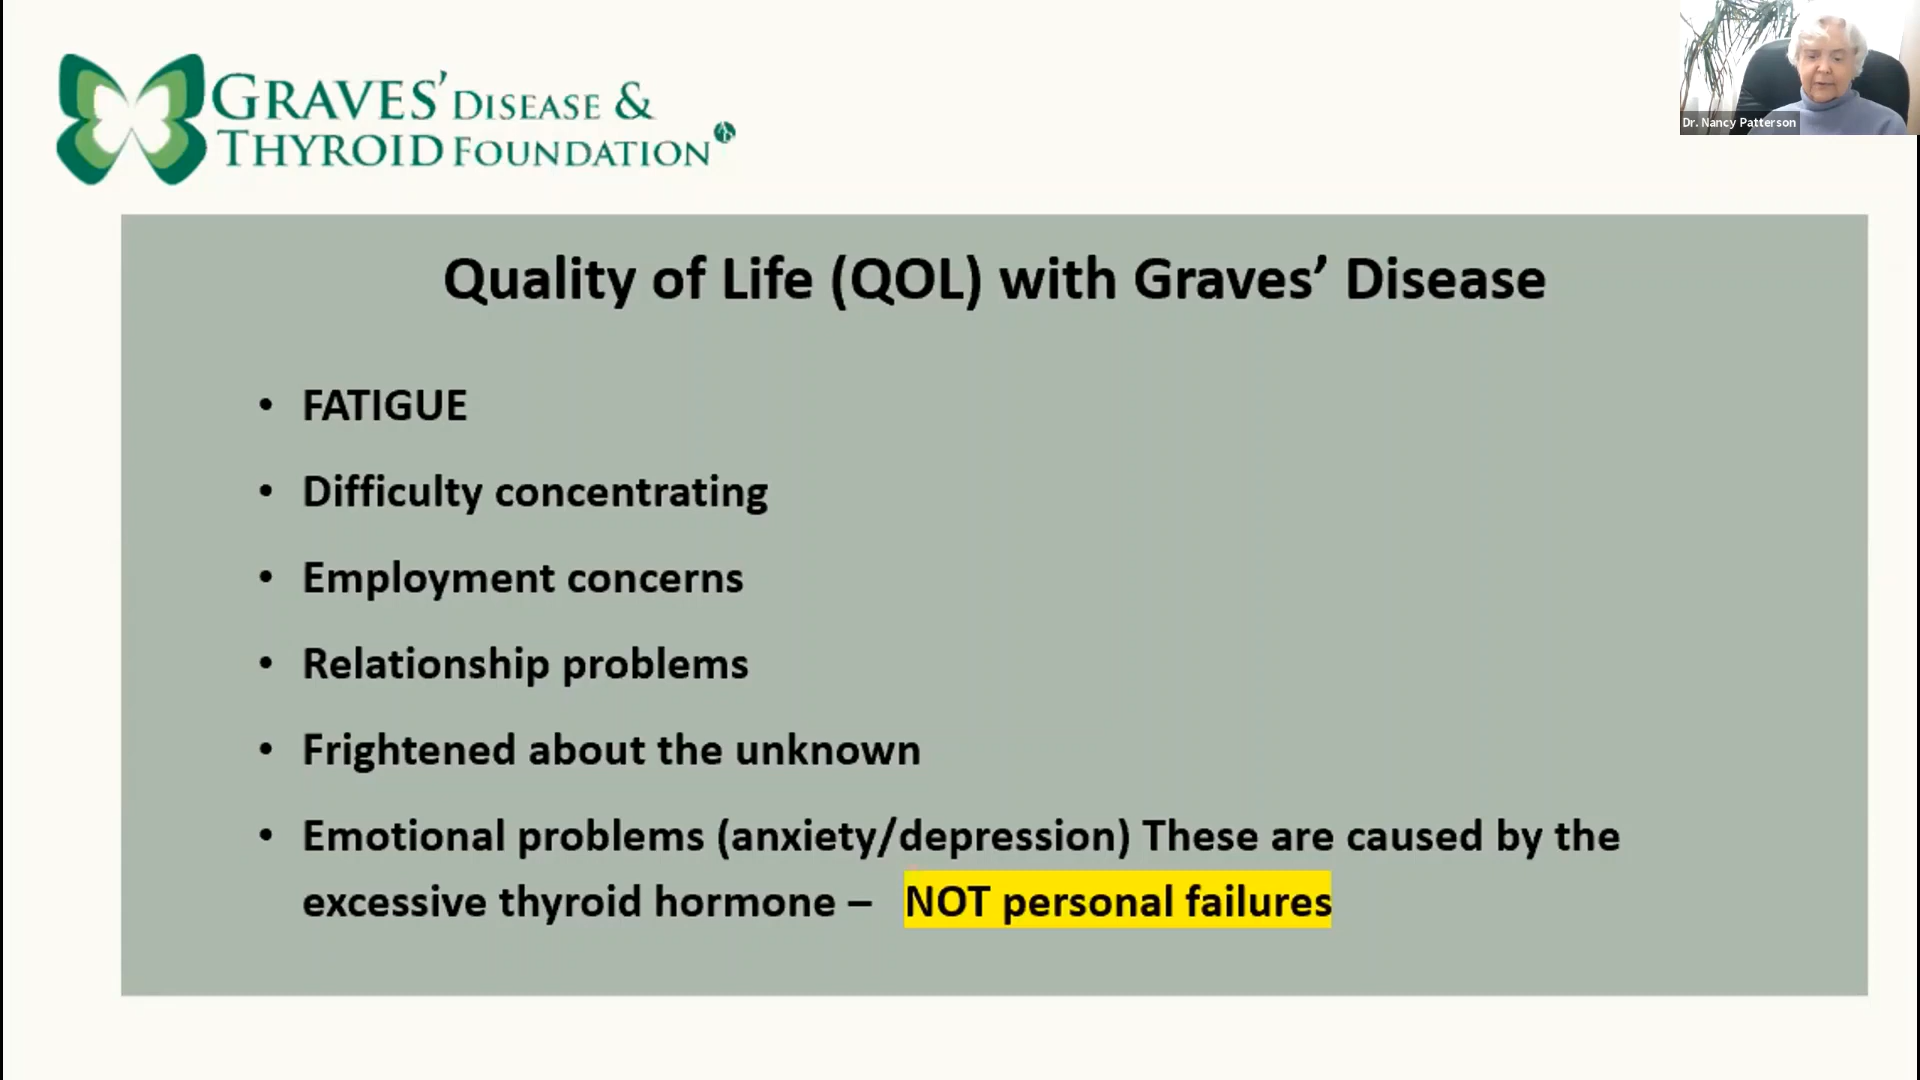 GRAVES' DISEASE &
THYROID FOUNDATION
Dr. Nancy Patterson
Quality of Life (QOL) with Graves’ Disease
• FATIGUE
• Difficulty concentrating
• Employment concerns
• Relationship problems
• Frightened about the unknown
• Emotional problems (anxiety/depression) These are caused by the
excessive thyroid hormone – NOT personal failures